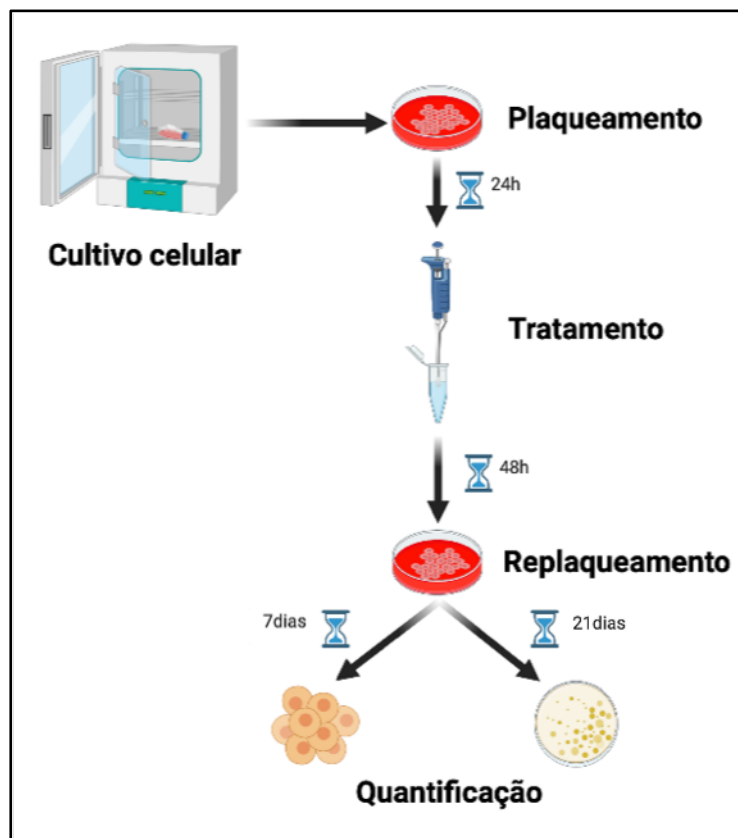 Cultivo celular
Plaqueamento
24h
Tratamento
48h
Replaqueamento
7dias
21dias
Quantificação